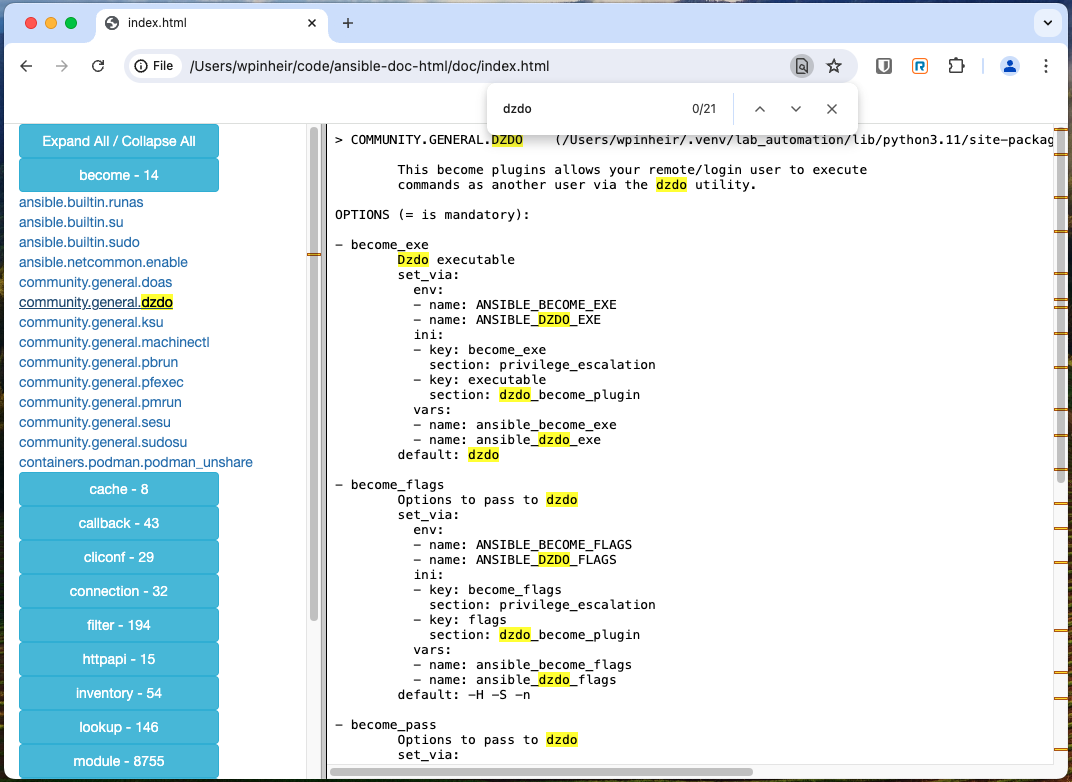 index.html
File
/Users/wpinheir/code/ansible-doc-html/doc/index.html
dzdo
0/21
Expand All / Collapse All
become - 14
ansible.builtin.runas
ansible.builtin.su
ansible.builtin.sudo
ansible.netcommon.enable
community.general.doas
community.general.dzdo
community.general.ksu
community.general.machinectl
community.general.pbrun
community.general.pfexec
community.general.pmrun
community.general.sesu
community.general.sudosu
containers.podman.podman_unshare
cache - 8
callback - 43
cliconf - 29
connection - 32
filter - 194
httpapi - 15
inventory - 54
lookup - 146
module - 8755
> COMMUNITY.GENERAL.DZDO    (/Users/wpinheir/.venv/lab_automation/lib/python3.11/site-packag
This become plugins allows your remote/login user to execute
commands as another user via the dzdo utility.
OPTIONS (= is mandatory):
- become_exe
Dzdo executable
set_via:
env:
- name: ANSIBLE_BECOME_EXE
- name: ANSIBLE_DZDO_EXE
ini:
- key: become_exe
section: privilege_escalation
- key: executable
section: dzdo_become_plugin
vars:
- name: ansible_become_exe
- name: ansible_dzdo_exe
default: dzdo
- become_flags
Options to pass to dzdo
set_via:
env:
- name: ANSIBLE_BECOME_FLAGS
- name: ANSIBLE_DZDO_FLAGS
ini:
- key: become_flags
section: privilege_escalation
- key: flags
section: dzdo_become_plugin
vars:
- name: ansible_become_flags
- name: ansible_dzdo_flags
default: -H -S -n
- become_pass
Options to pass to dzdo
set_via: